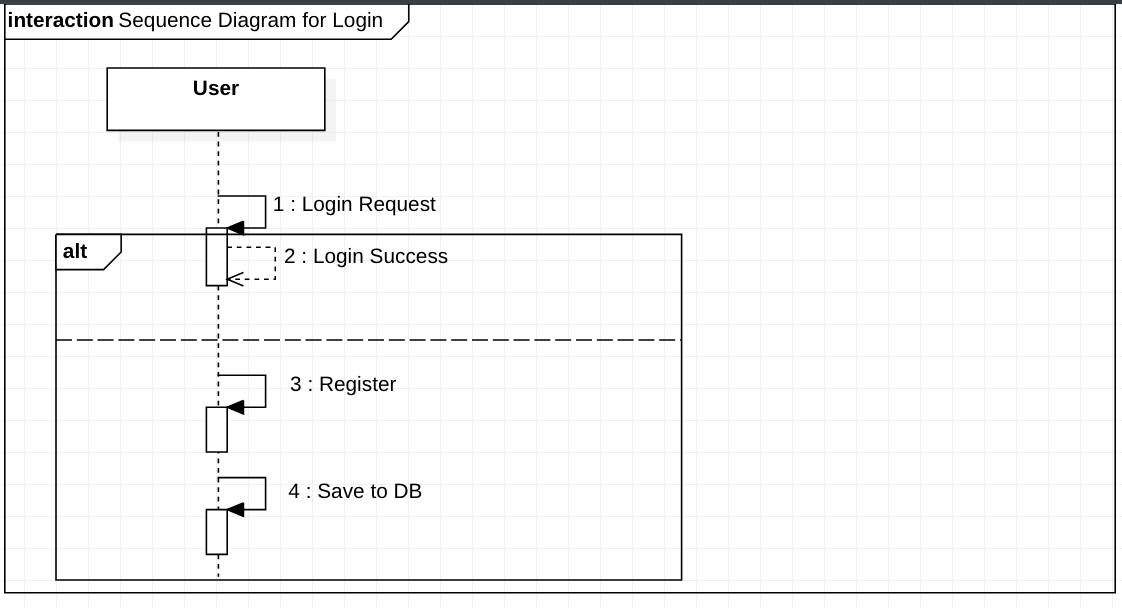 interaction Sequence Diagram for Login
User
1 : Login Request
alt
2 : Login Success
3 : Register
4 : Save to DB